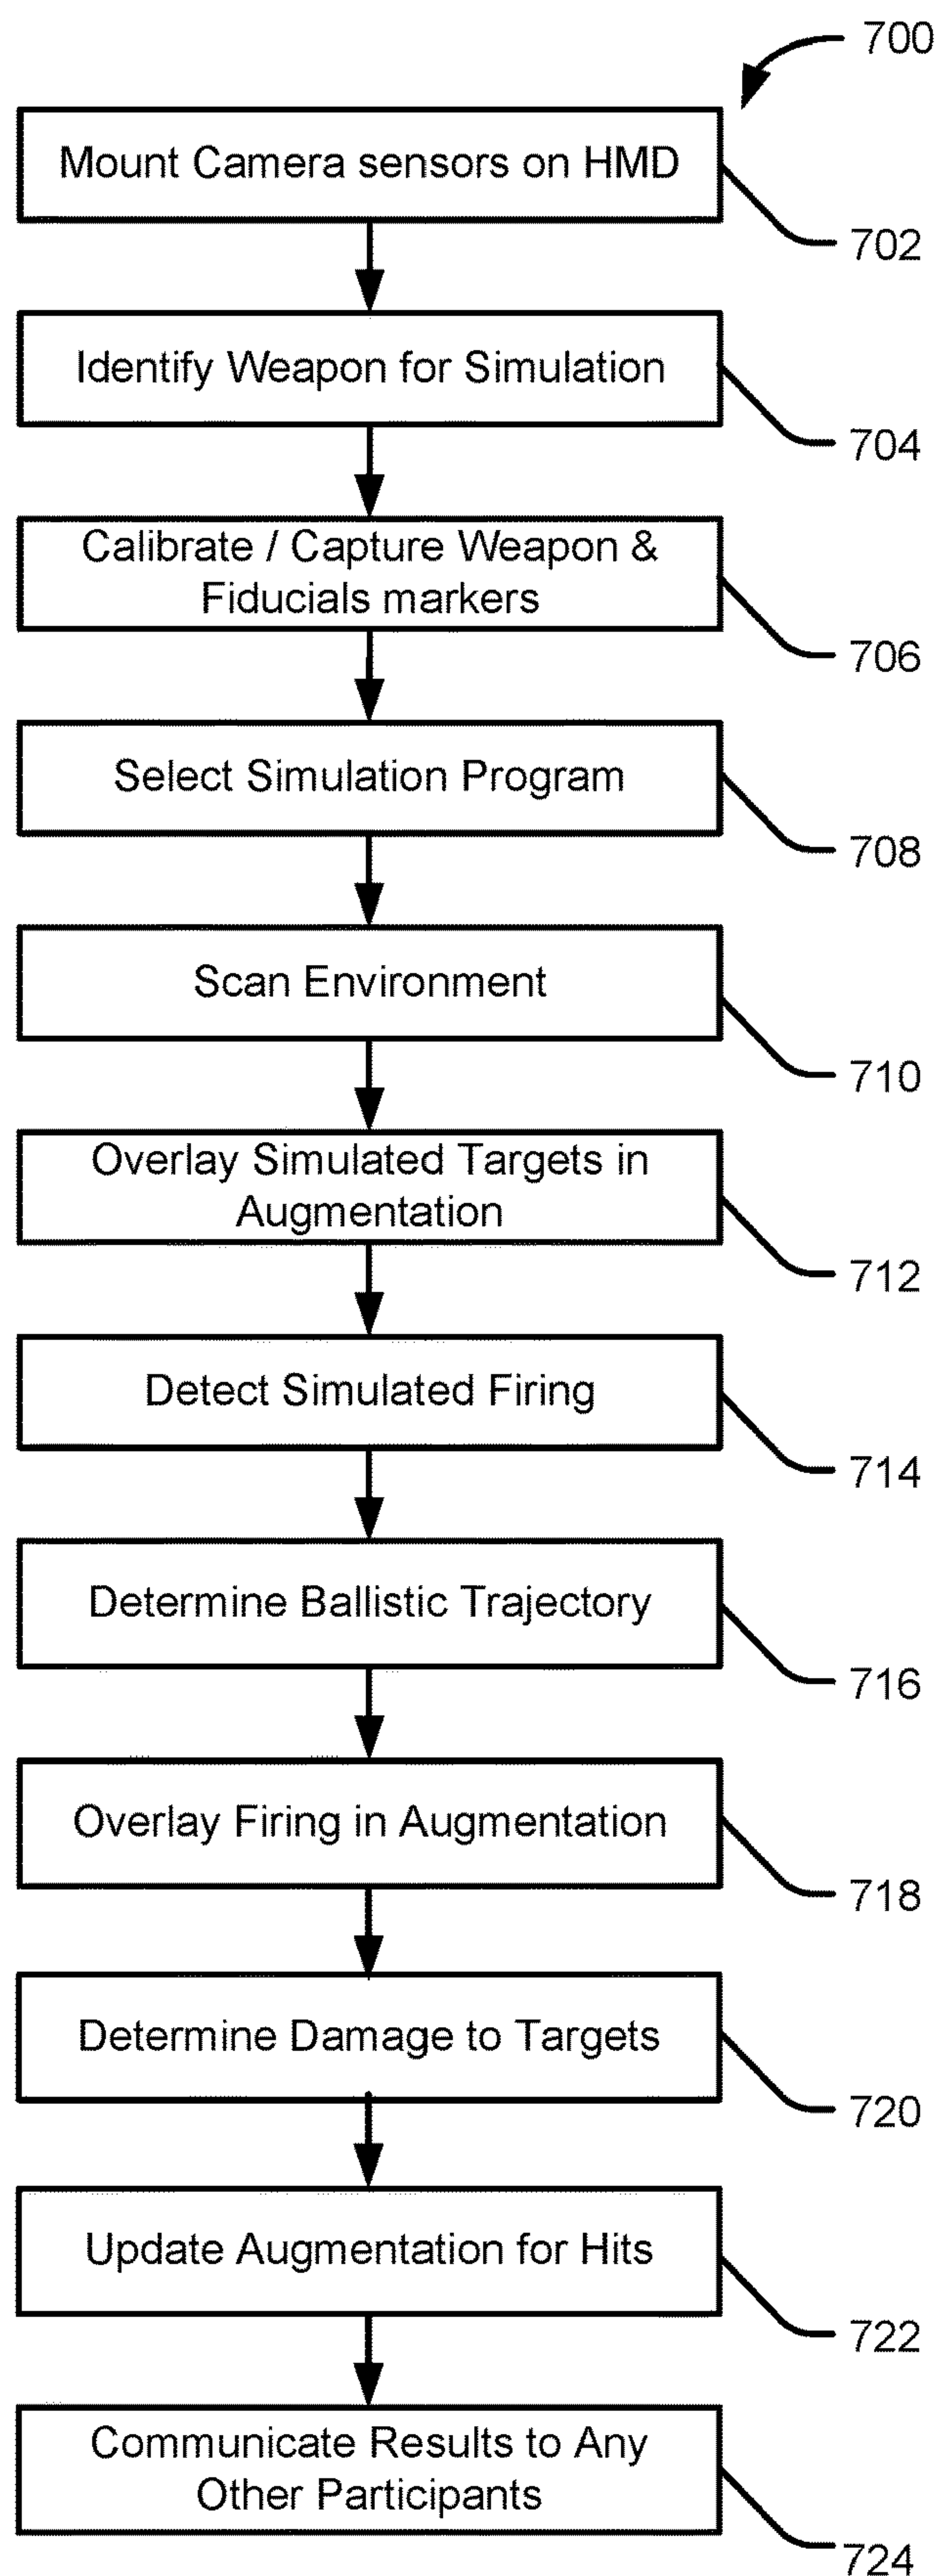 700
Mount Camera sensors on HMD
702
Identify Weapon for Simulation
704
Calibrate / Capture Weapon &
Fiducials markers
706
Select Simulation Program
708
Scan Environment
710
Overlay Simulated Targets in
Augmentation
712
Detect Simulated Firing
714
Determine Ballistic Trajectory
716
Overlay Firing in Augmentation
718
Determine Damage to Targets
720
Update Augmentation for Hits
722
Communicate Results to Any
Other Participants
724